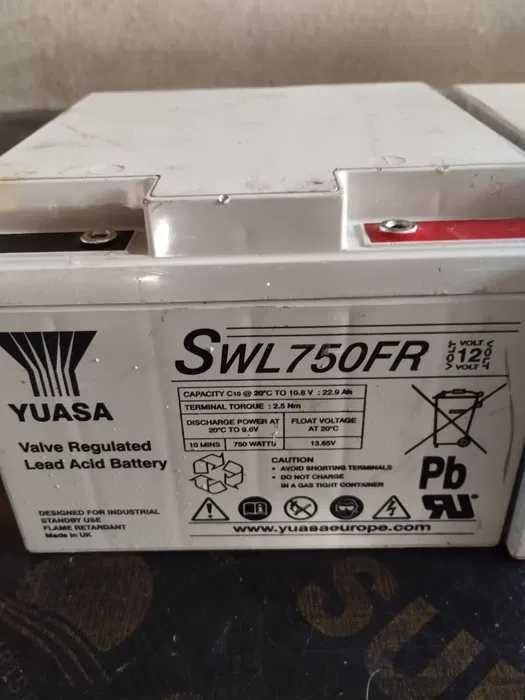 YUASA
Valve Regulated
Lead Acid Battery
DESIGNED FOR INDUSTRIAL
STANDBY USE
FLAME RETARDANT
Made in UK
SWL750FR
VOLT
12
VOLT
CAPACITY C10 @ 20°C TO 10.8 V : 22.9 Ah
TERMINAL TORQUE : 2.5 Nm
DISCHARGE POWER AT
20°C TO 9.6V
FLOAT VOLTAGE
AT 20°C
10 MINS
750 WATTS
13.65V
CAUTION
• AVOID SHORTING TERMINALS
• DO NOT CHARGE
IN A GAS TIGHT CONTAINER
Pb
www.yuasaeurope.com